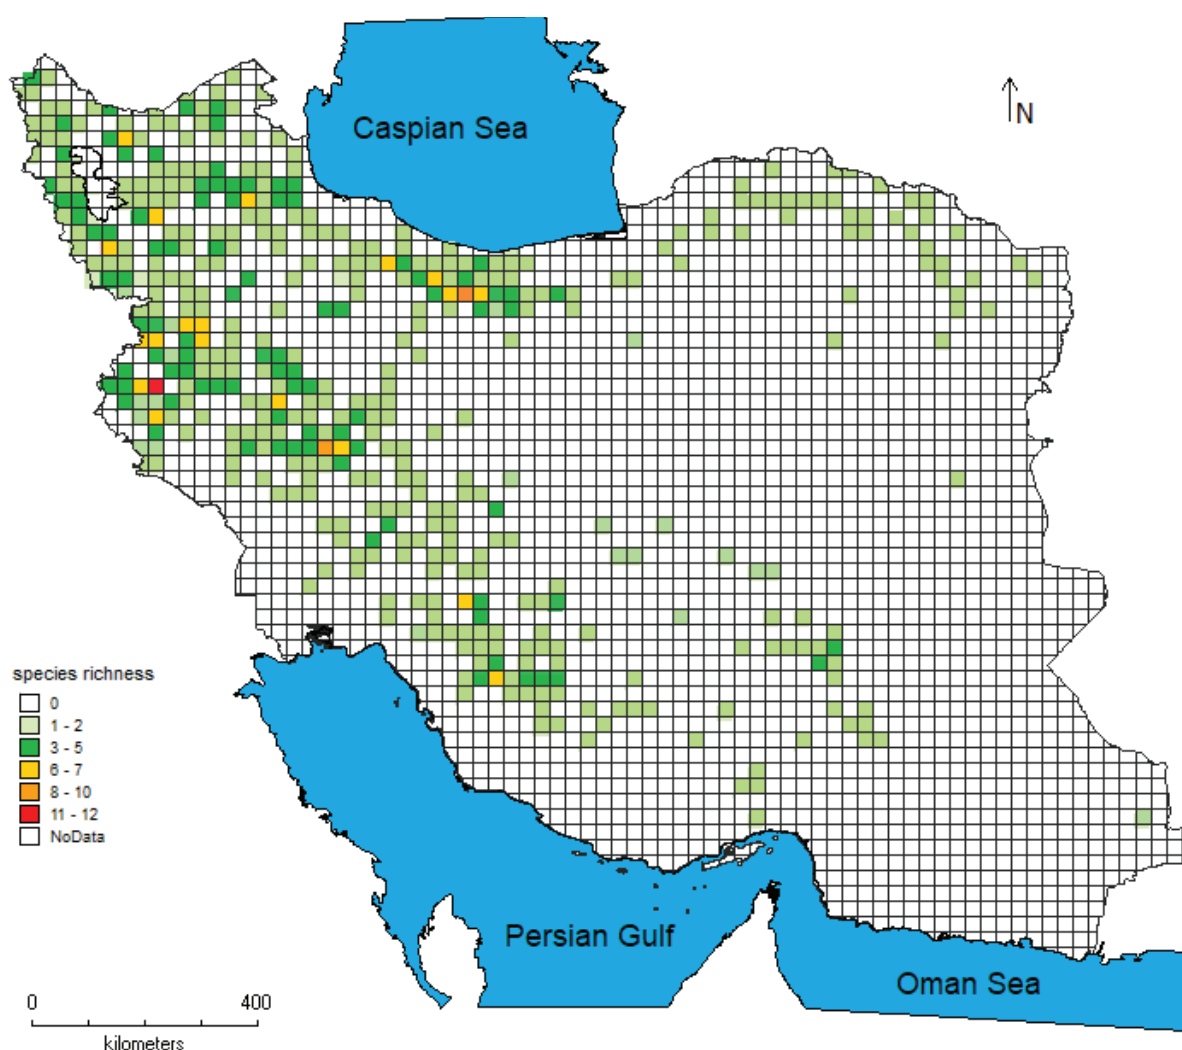 Caspian Sea
N
species richness
0
1 - 2
3 - 5
6 - 7
8 - 10
11 - 12
NoData
Persian Gulf
Oman Sea
0 400
kilometers